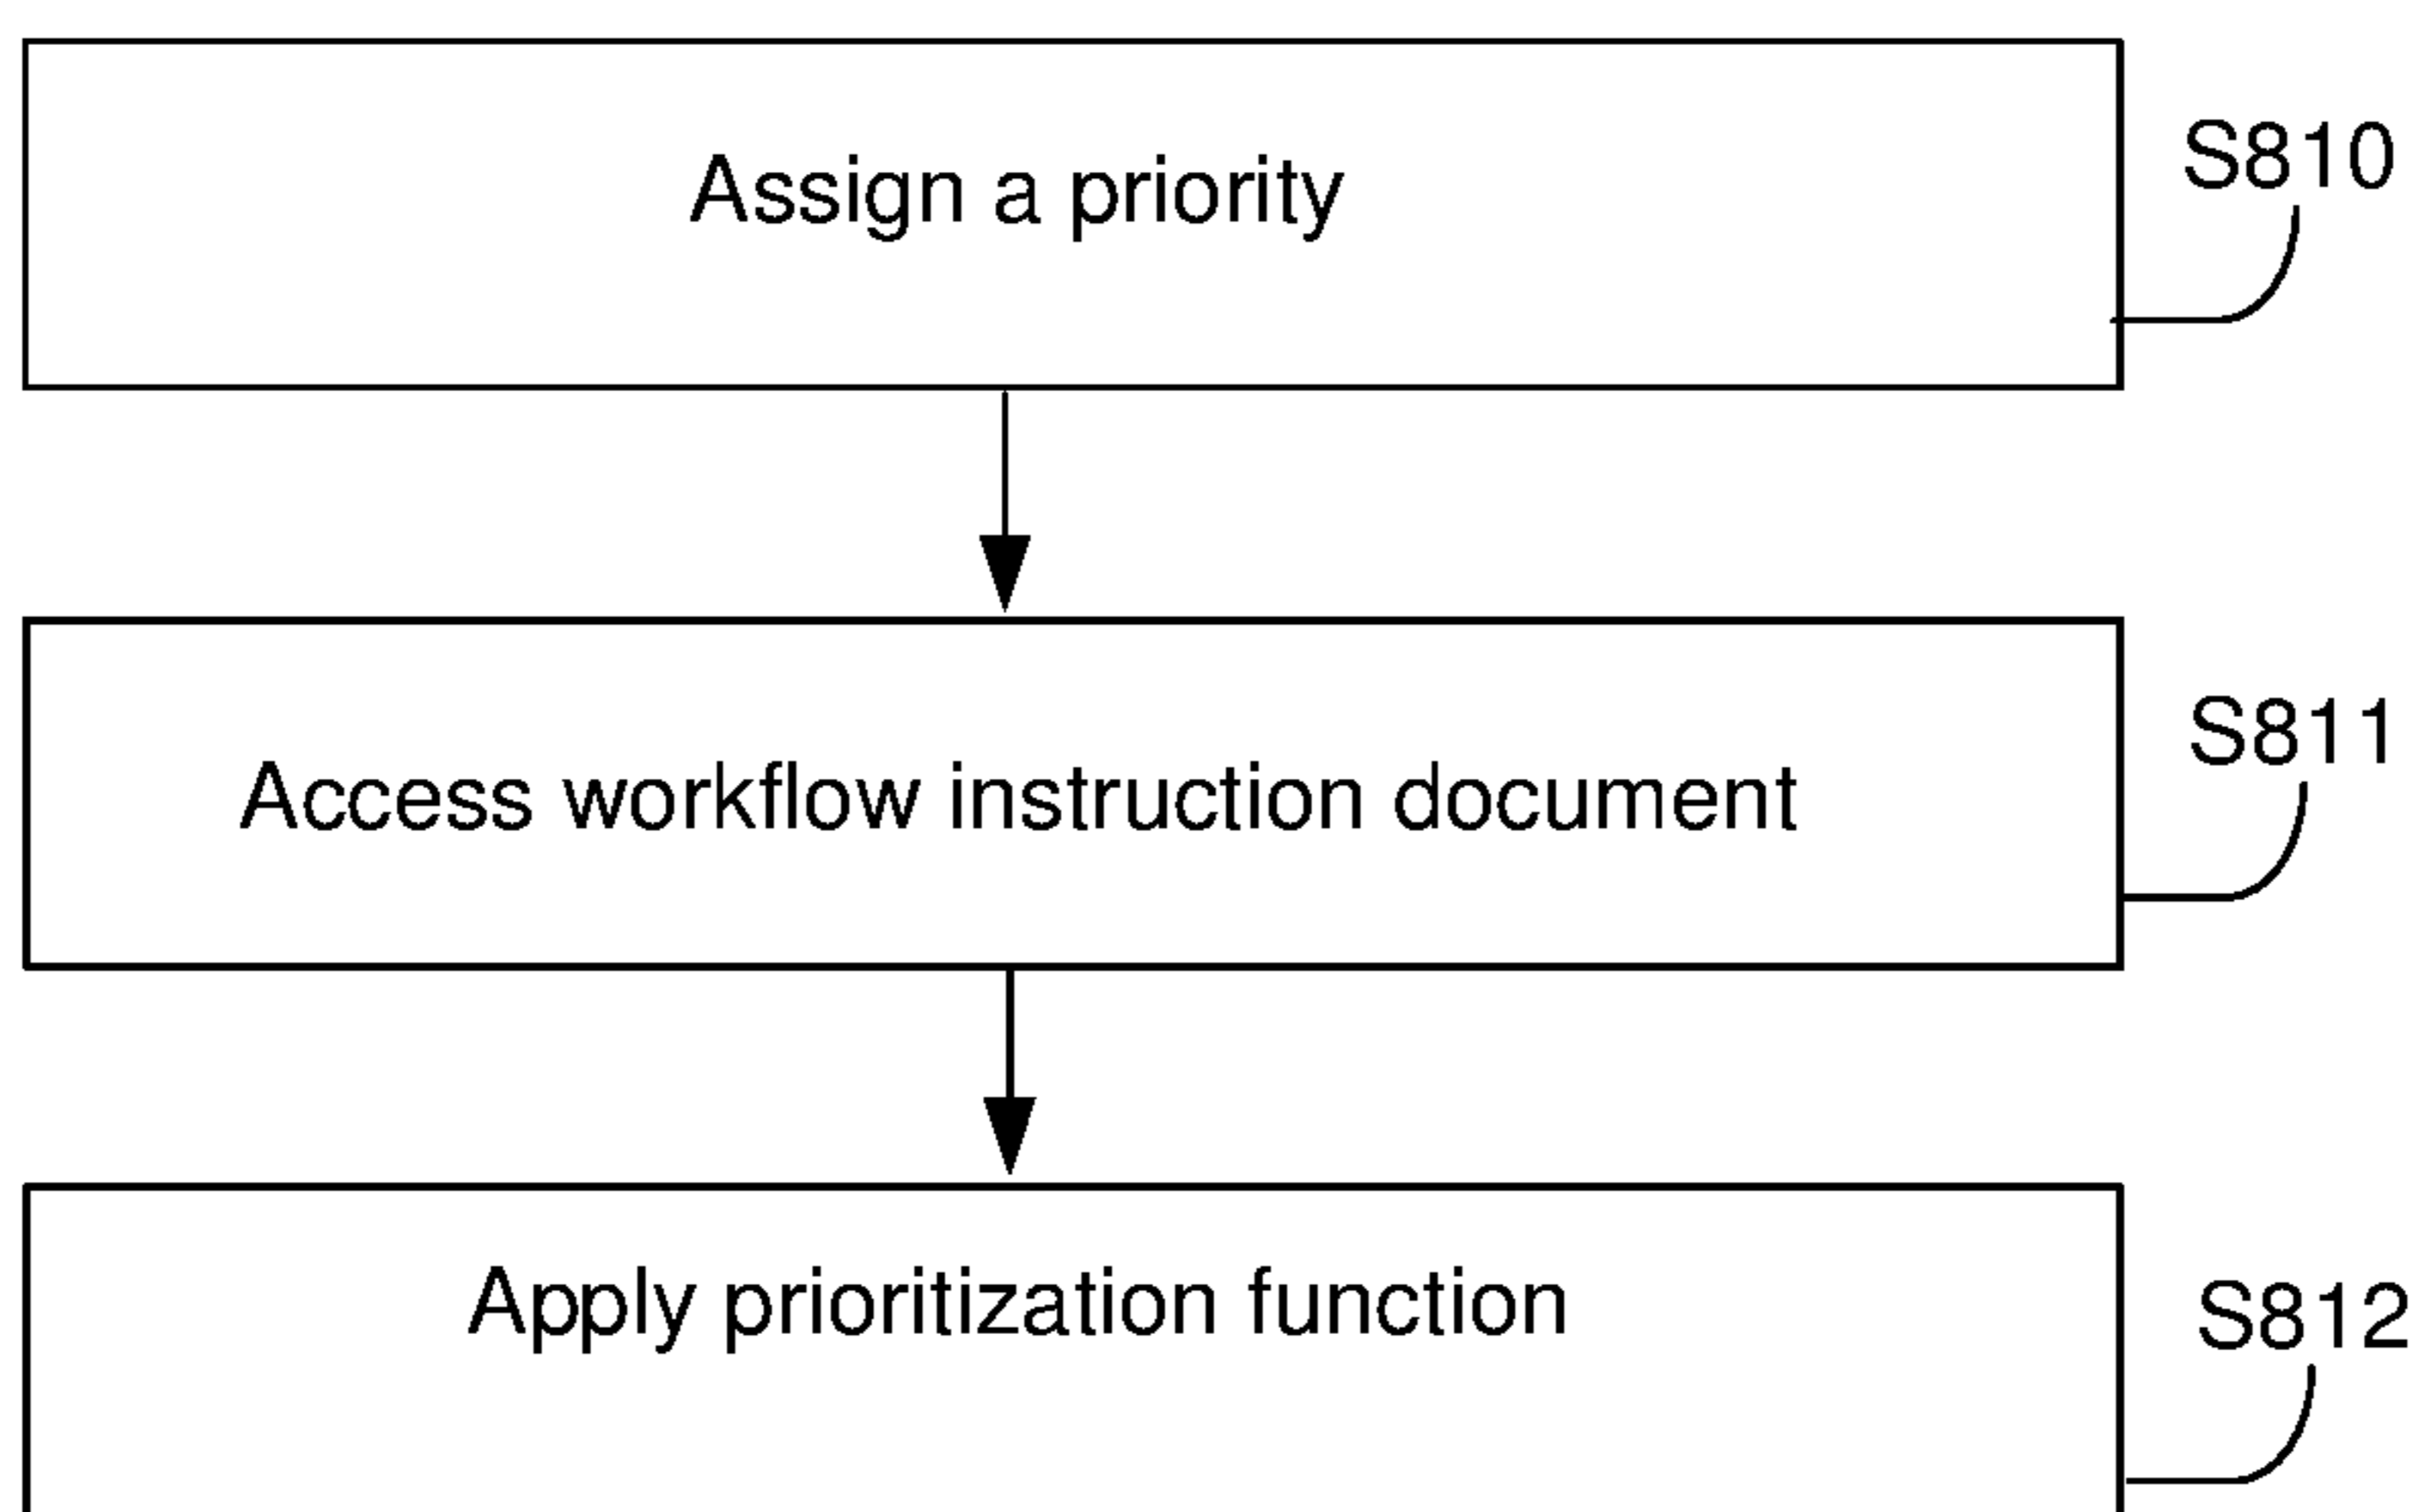 Assign a priority
S810
Access workflow instruction document
S811
Apply prioritization function
S812